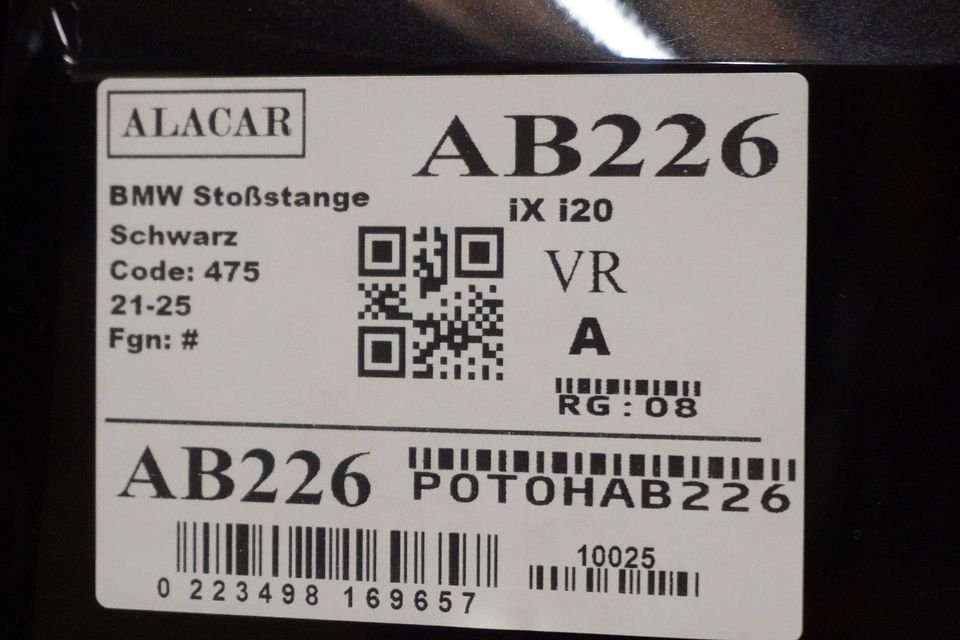 ALACAR
AB226
BMW Stoßstange
iX i20
Schwarz
VR
Code: 475
21-25
A
Fgn: #
RG:08
AB226
POTOHAB226
10025
0 223498 169657